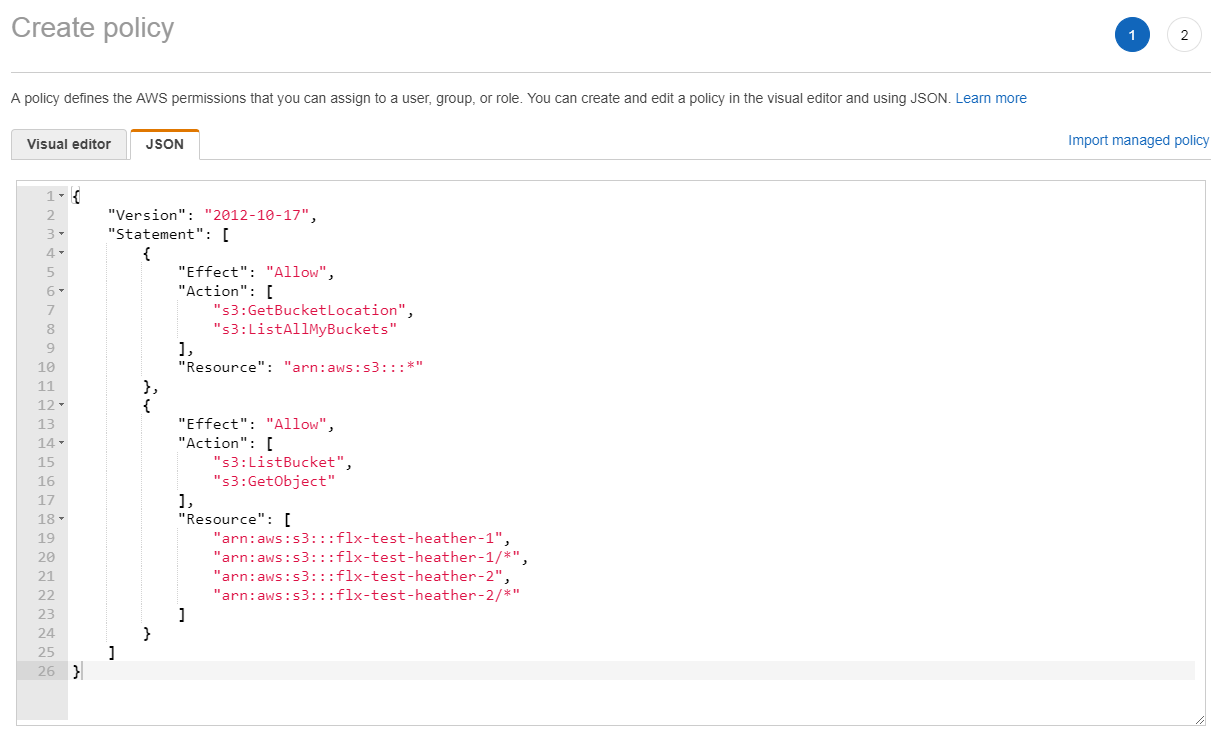 Create policy
1 2
A policy defines the AWS permissions that you can assign to a user, group, or role. You can create and edit a policy in the visual editor and using JSON. Learn more
Visual editor JSON Import managed policy
1 {
2     "Version": "2012-10-17",
3     "Statement": [
4         {
5             "Effect": "Allow",
6             "Action": [
7                 "s3:GetBucketLocation",
8                 "s3:ListAllMyBuckets"
9             ],
10             "Resource": "arn:aws:s3:::*"
11         },
12         {
13             "Effect": "Allow",
14             "Action": [
15                 "s3:ListBucket",
16                 "s3:GetObject"
17             ],
18             "Resource": [
19                 "arn:aws:s3:::flx-test-heather-1",
20                 "arn:aws:s3:::flx-test-heather-1/*",
21                 "arn:aws:s3:::flx-test-heather-2",
22                 "arn:aws:s3:::flx-test-heather-2/*"
23             ]
24         }
25     ]
26 }